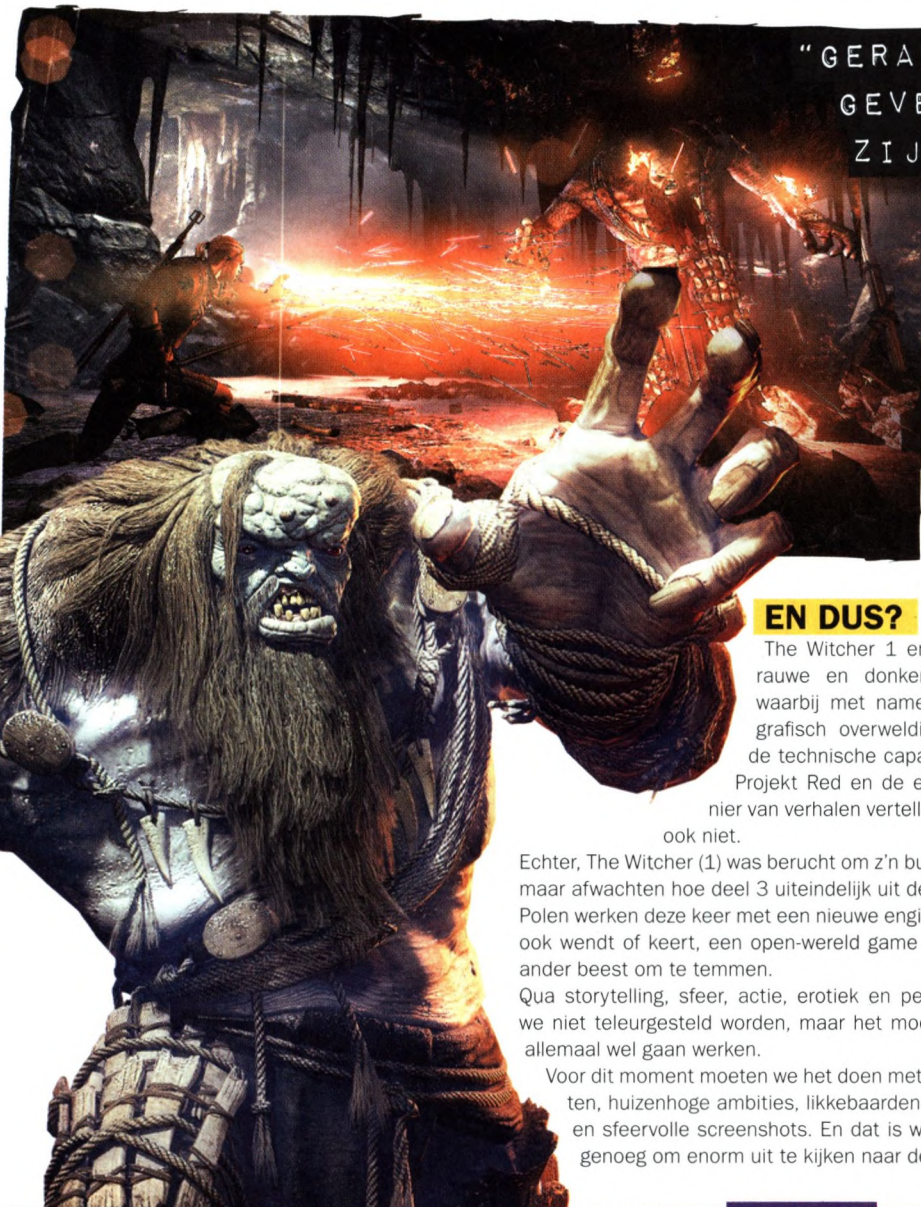 "GERA
GEVE
ZIJ
EN DUS?
The Witcher 1 en
rauwe en donker
waarbij met name
grafisch overweldi
de technische capa
Projekt Red en de e
nier van verhalen vertell
ook niet.
Echter, The Witcher (1) was berucht om z'n bu
maar afwachten hoe deel 3 uiteindelijk uit de
Polen werken deze keer met een nieuwe engi
ook wendt of keert, een open-wereld game
ander beest om te temmen.
Qua storytelling, sfeer, actie, erotiek en pe
we niet teleurgesteld worden, maar het moe
allemaal wel gaan werken.
Voor dit moment moeten we het doen met
ten, huizenhoge ambities, likkebaarden
en sfeervolle screenshots. En dat is w
genoeg om enorm uit te kijken naar de